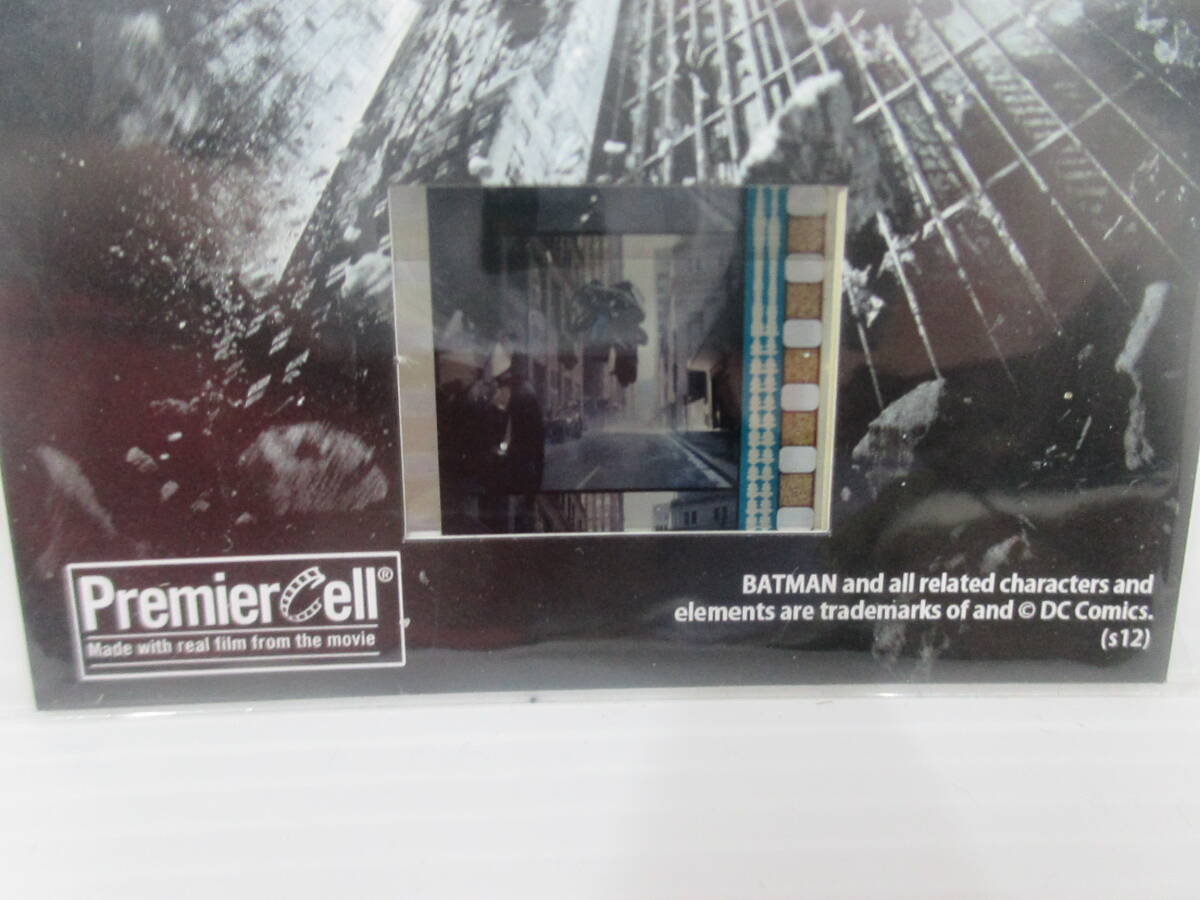 PremierCell®
Made with real film from the movie
BATMAN and all related characters and
elements are trademarks of and © DC Comics.
(s12)